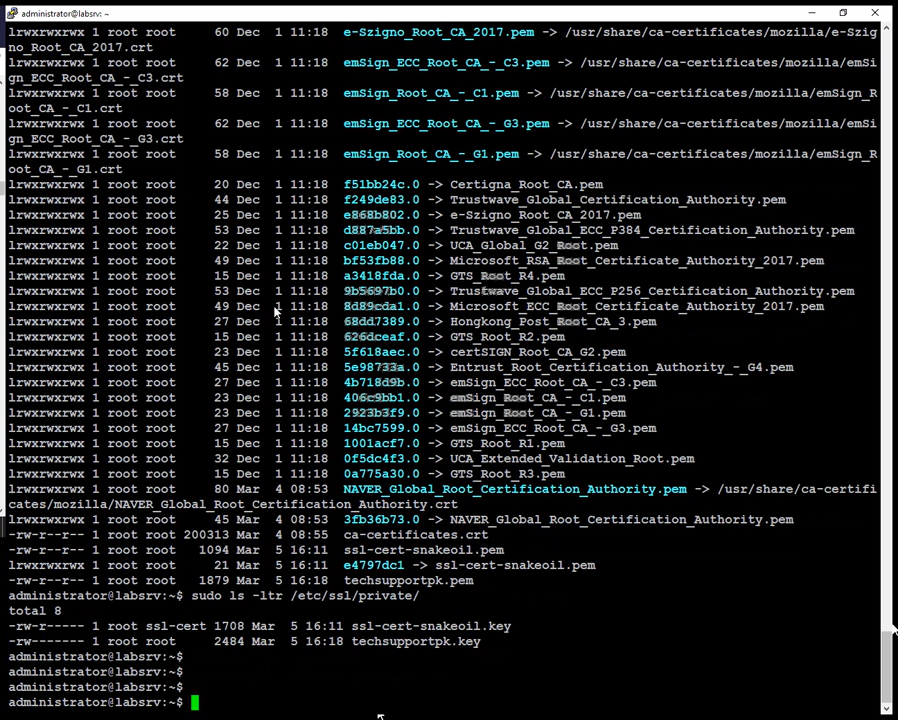 administrator@labsrv: ~
lrwxrwxrwx 1 root root 60 Dec 1 11:18 e-Szigno_Root_CA_2017.pem -> /usr/share/ca-certificates/mozilla/e-Szig
no_Root_CA_2017.crt
lrwxrwxrwx 1 root root 62 Dec 1 11:18 emSign_ECC_Root_CA_-_C3.pem -> /usr/share/ca-certificates/mozilla/emSi
gn_ECC_Root_CA_-_C3.crt
lrwxrwxrwx 1 root root 58 Dec 1 11:18 emSign_Root_CA_-_C1.pem -> /usr/share/ca-certificates/mozilla/emSign_R
oot_CA_-_C1.crt
lrwxrwxrwx 1 root root 62 Dec 1 11:18 emSign_ECC_Root_CA_-_G3.pem -> /usr/share/ca-certificates/mozilla/emSi
gn_ECC_Root_CA_-_G3.crt
lrwxrwxrwx 1 root root 58 Dec 1 11:18 emSign_Root_CA_-_G1.pem -> /usr/share/ca-certificates/mozilla/emSign_R
oot_CA_-_G1.crt
lrwxrwxrwx 1 root root 20 Dec 1 11:18 f51bb24c.0 -> Certigna_Root_CA.pem
lrwxrwxrwx 1 root root 44 Dec 1 11:18 f249de83.0 -> Trustwave_Global_Certification_Authority.pem
lrwxrwxrwx 1 root root 25 Dec 1 11:18 e868b802.0 -> e-Szigno_Root_CA_2017.pem
lrwxrwxrwx 1 root root 53 Dec 1 11:18 d887a5bb.0 -> Trustwave_Global_ECC_P384_Certification_Authority.pem
lrwxrwxrwx 1 root root 22 Dec 1 11:18 c01eb047.0 -> UCA_Global_G2_Root.pem
lrwxrwxrwx 1 root root 49 Dec 1 11:18 bf53fb88.0 -> Microsoft_RSA_Root_Certificate_Authority_2017.pem
lrwxrwxrwx 1 root root 15 Dec 1 11:18 a3418fda.0 -> GTS_Root_R4.pem
lrwxrwxrwx 1 root root 53 Dec 1 11:18 9b5697b0.0 -> Trustwave_Global_ECC_P256_Certification_Authority.pem
lrwxrwxrwx 1 root root 49 Dec 1 11:18 8d89cda1.0 -> Microsoft_ECC_Root_Certificate_Authority_2017.pem
lrwxrwxrwx 1 root root 27 Dec 1 11:18 68dd7389.0 -> Hongkong_Post_Root_CA_3.pem
lrwxrwxrwx 1 root root 15 Dec 1 11:18 626dceaf.0 -> GTS_Root_R2.pem
lrwxrwxrwx 1 root root 23 Dec 1 11:18 5f618aec.0 -> certSIGN_Root_CA_G2.pem
lrwxrwxrwx 1 root root 45 Dec 1 11:18 5e98733a.0 -> Entrust_Root_Certification_Authority_-_G4.pem
lrwxrwxrwx 1 root root 27 Dec 1 11:18 4b718d9b.0 -> emSign_ECC_Root_CA_-_C3.pem
lrwxrwxrwx 1 root root 23 Dec 1 11:18 406c9bb1.0 -> emSign_Root_CA_-_C1.pem
lrwxrwxrwx 1 root root 23 Dec 1 11:18 2923b3f9.0 -> emSign_Root_CA_-_G1.pem
lrwxrwxrwx 1 root root 27 Dec 1 11:18 14bc7599.0 -> emSign_ECC_Root_CA_-_G3.pem
lrwxrwxrwx 1 root root 15 Dec 1 11:18 1001acf7.0 -> GTS_Root_R1.pem
lrwxrwxrwx 1 root root 32 Dec 1 11:18 0f5dc4f3.0 -> UCA_Extended_Validation_Root.pem
lrwxrwxrwx 1 root root 15 Dec 1 11:18 0a775a30.0 -> GTS_Root_R3.pem
lrwxrwxrwx 1 root root 80 Mar 4 08:53 NAVER_Global_Root_Certification_Authority.pem -> /usr/share/ca-certifi
cates/mozilla/NAVER_Global_Root_Certification_Authority.crt
lrwxrwxrwx 1 root root 45 Mar 4 08:53 3fb36b73.0 -> NAVER_Global_Root_Certification_Authority.pem
-rw-r--r-- 1 root root 200313 Mar 4 08:55 ca-certificates.crt
-rw-r--r-- 1 root root 1094 Mar 5 16:11 ssl-cert-snakeoil.pem
lrwxrwxrwx 1 root root 21 Mar 5 16:11 e4797dc1 -> ssl-cert-snakeoil.pem
-rw-r--r-- 1 root root 1879 Mar 5 16:18 techsupportpk.pem
administrator@labsrv:~$ sudo ls -ltr /etc/ssl/private/
total 8
-rw-r----- 1 root ssl-cert 1708 Mar 5 16:11 ssl-cert-snakeoil.key
-rw------- 1 root root 2484 Mar 5 16:18 techsupportpk.key
administrator@labsrv:~$
administrator@labsrv:~$
administrator@labsrv:~$
administrator@labsrv:~$